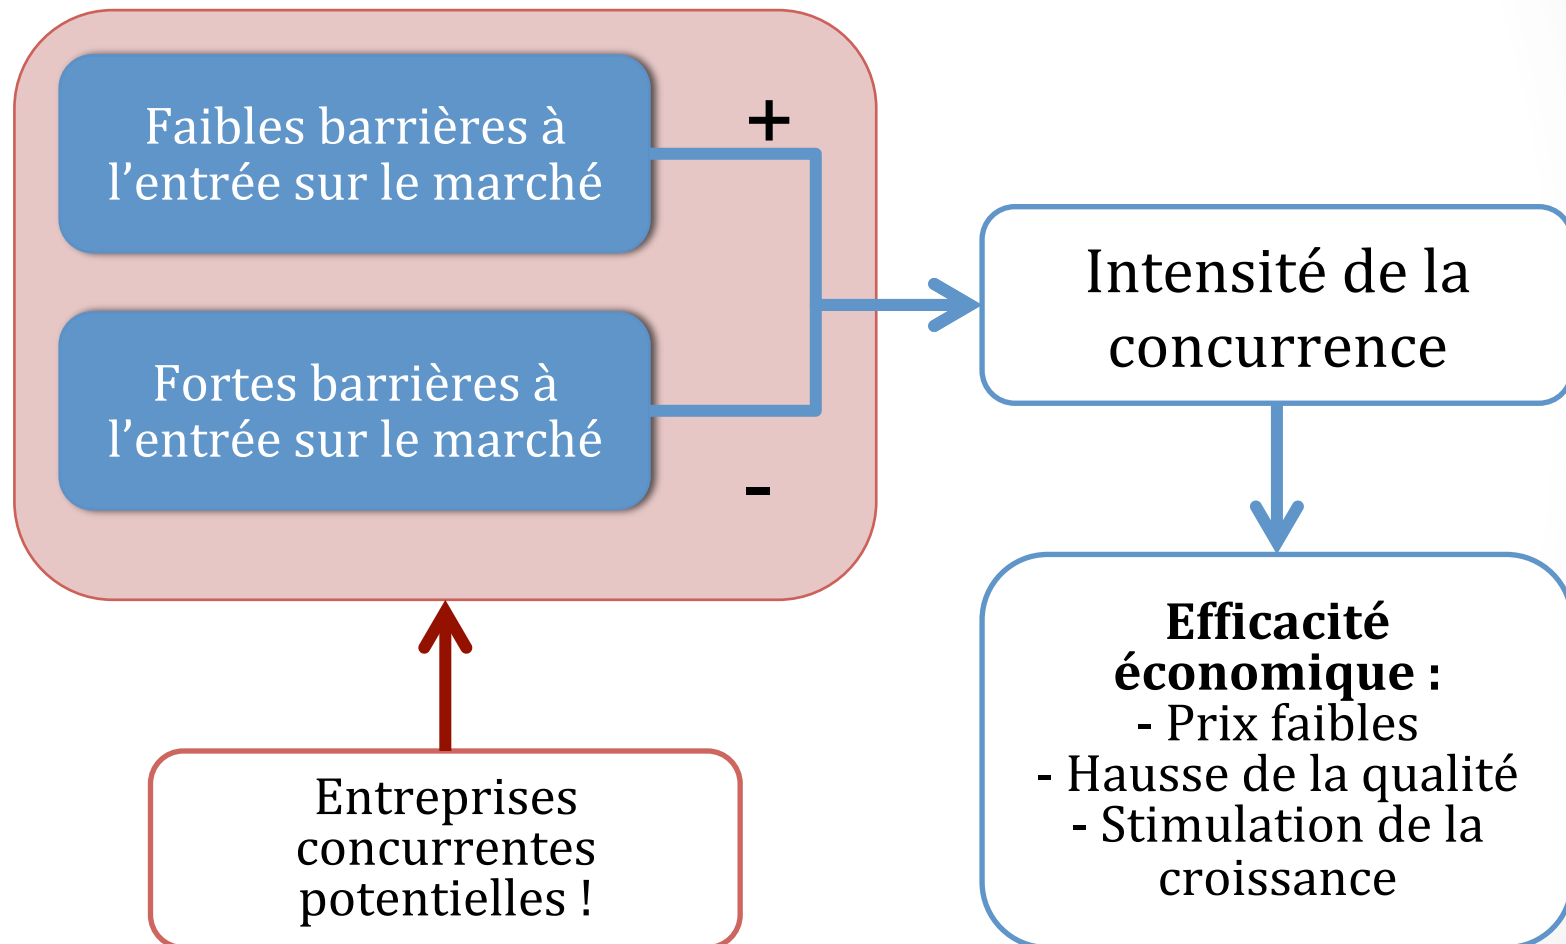 Faibles barrières à
l’entrée sur le marché
+
Fortes barrières à
l’entrée sur le marché
-
Intensité de la
concurrence
Efficacité
économique :
- Prix faibles
- Hausse de la qualité
- Stimulation de la
croissance
Entreprises
concurrentes
potentielles !